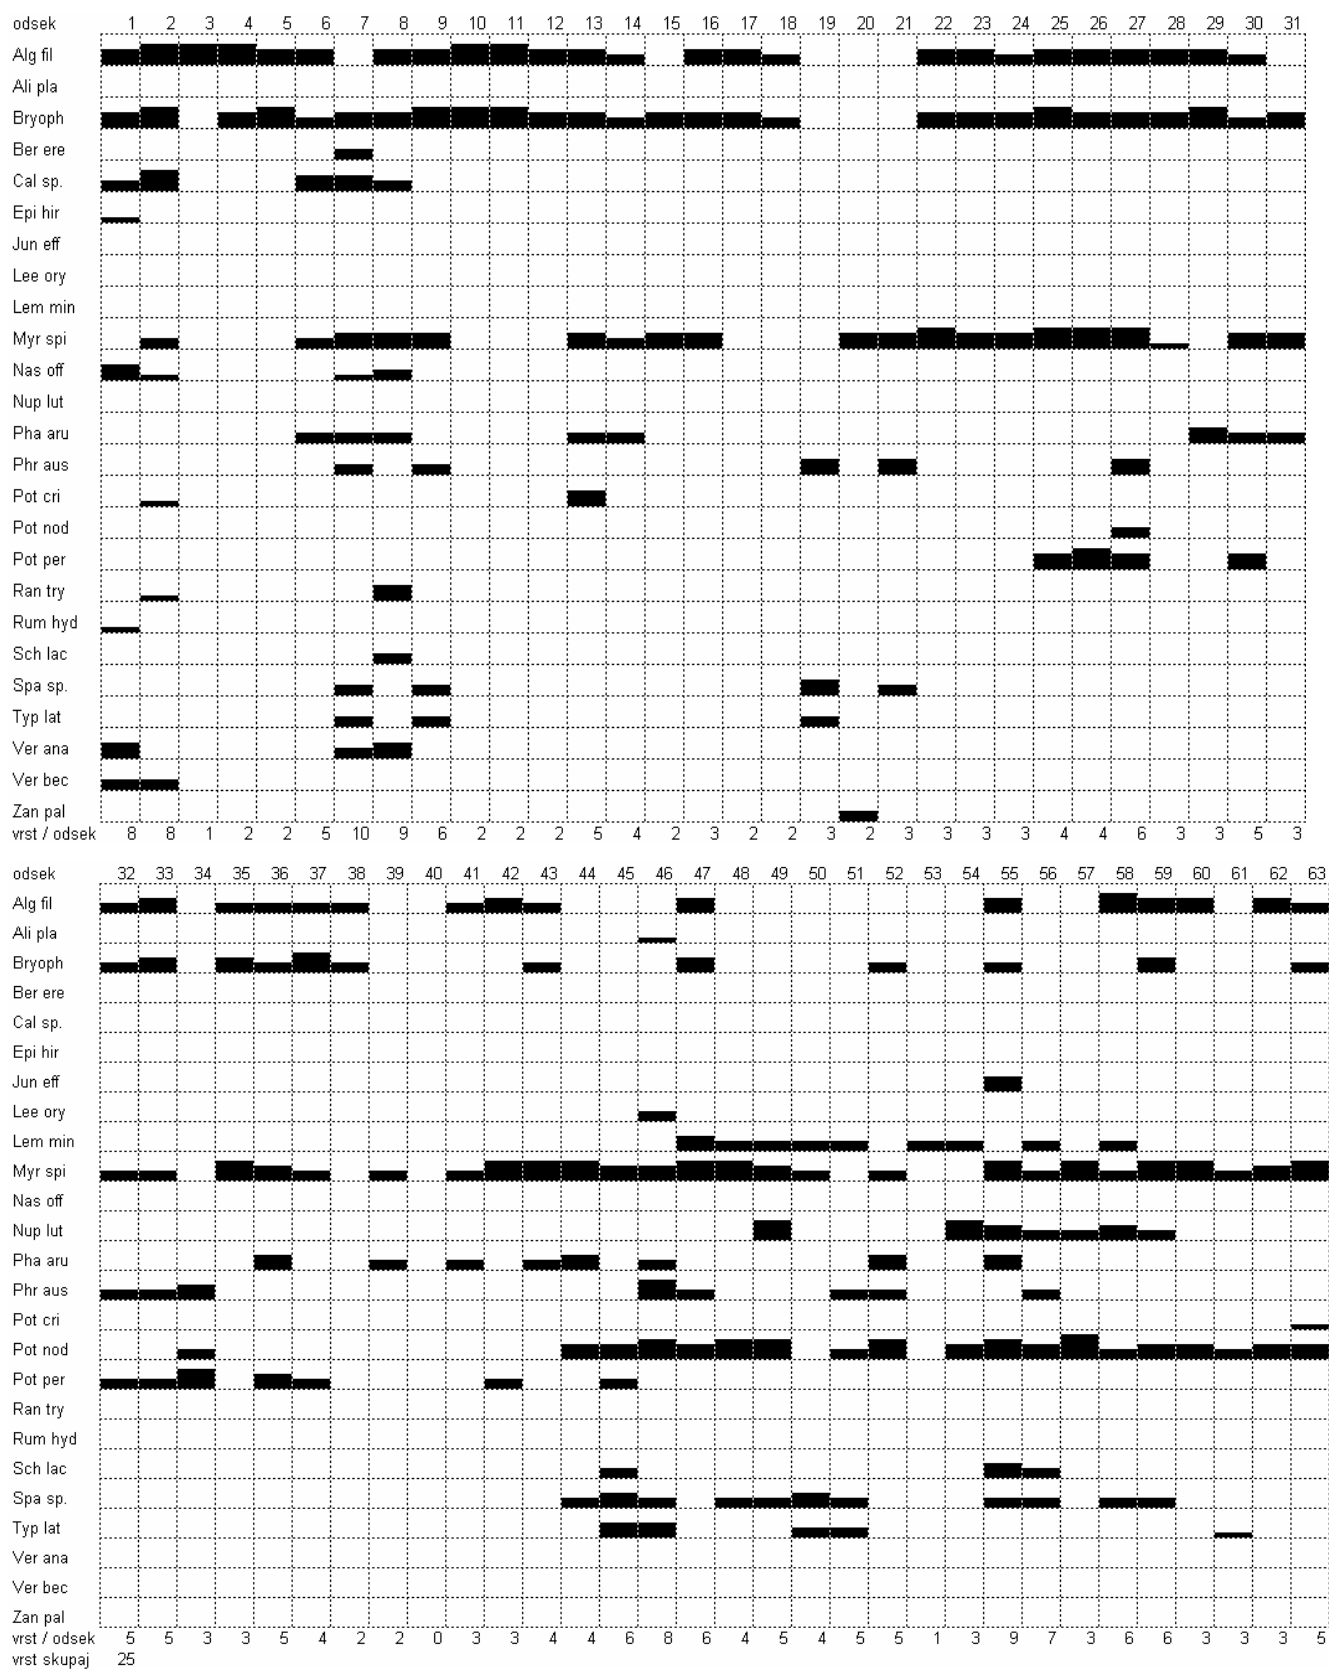 odsek 1 2 3 4 5 6 7 8 9 10 11 12 13 14 15 16 17 18 19 20 21 22 23 24 25 26 27 28 29 30 31
Alg fil
Ali pla
Bryoph
Ber ere
Cal sp.
Epi hir
Jun eff
Lee ory
Lem min
Myr spi
Nas off
Nup lut
Pha aru
Phr aus
Pot cri
Pot nod
Pot per
Ran try
Rum hyd
Sch lac
Spa sp.
Typ lat
Ver ana
Ver bec
Zan pal
vrst / odsek 8 8 1 2 2 5 10 9 6 2 2 2 5 4 2 3 2 2 3 2 3 3 3 3 4 4 6 3 3 5 3
odsek 32 33 34 35 36 37 38 39 40 41 42 43 44 45 46 47 48 49 50 51 52 53 54 55 56 57 58 59 60 61 62 63
Alg fil
Ali pla
Bryoph
Ber ere
Cal sp.
Epi hir
Jun eff
Lee ory
Lem min
Myr spi
Nas off
Nup lut
Pha aru
Phr aus
Pot cri
Pot nod
Pot per
Ran try
Rum hyd
Sch lac
Spa sp.
Typ lat
Ver ana
Ver bec
Zan pal
vrst / odsek 5 5 3 3 5 4 2 2 0 3 3 4 4 6 8 6 4 5 4 5 5 1 3 9 7 3 6 6 3 3 3 5
vrst skupaj 25